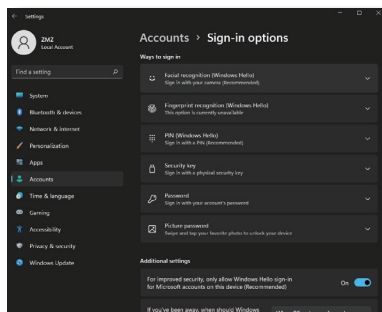 Settings
ZMZ
Local Account
Find a setting
System
Bluetooth & devices
Network & internet
Personalization
Apps
Accounts
Time & language
Gaming
Accessibility
Privacy & security
Windows Update
Accounts > Sign-in options
Ways to sign in
Facial recognition (Windows Hello)
Sign in with your camera (Recommended)
Fingerprint recognition (Windows Hello)
This option is currently unavailable
PIN (Windows Hello)
Sign in with a PIN (Recommended)
Security key
Sign in with a physical security key
Password
Sign in with your account's password
Picture password
Swipe and tap your favorite photo to unlock your device
Additional settings
For improved security, only allow Windows Hello sign-in
for Microsoft accounts on this device (Recommended)
On
If you've been away, when should Windows